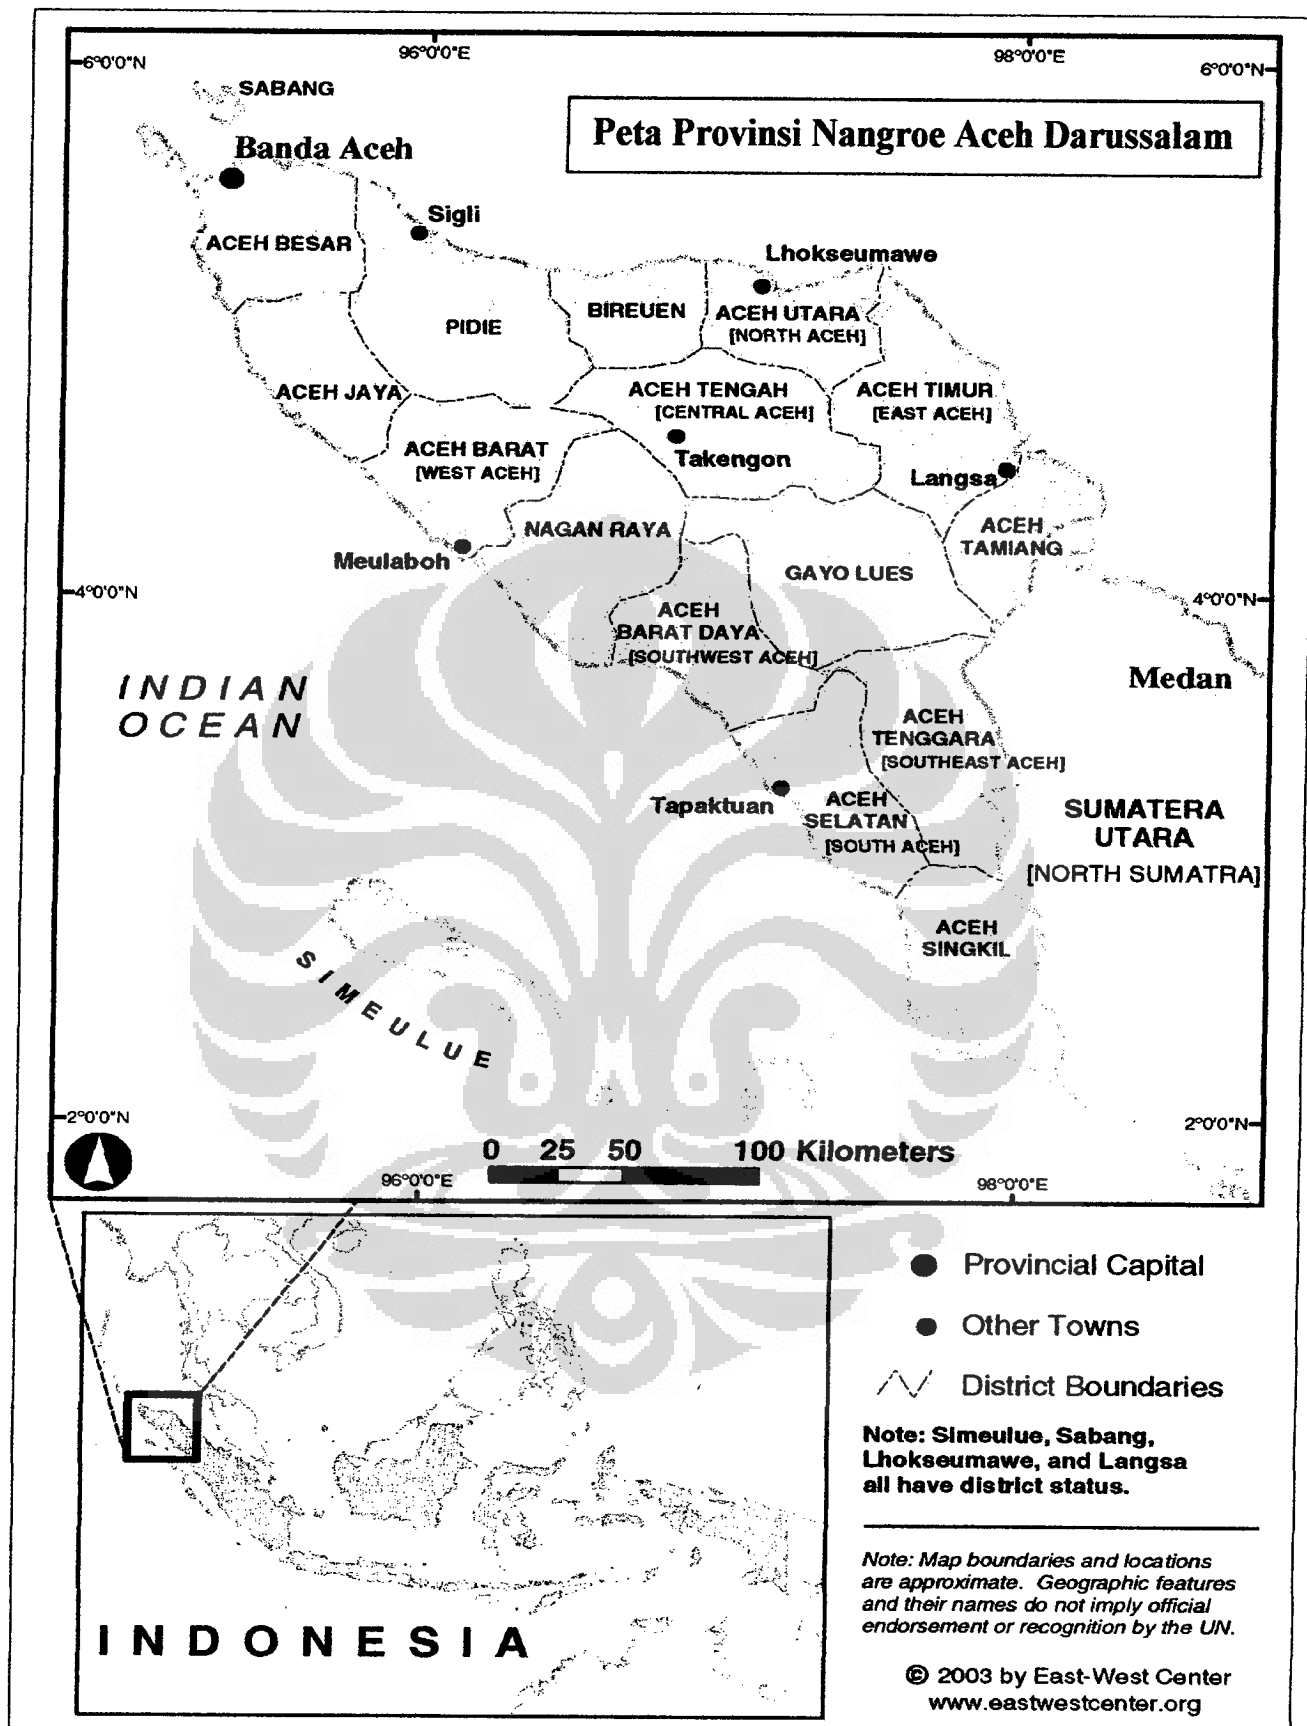 96°0'0"E
98°0'0"E
6°0'0"N
6°0'0"N
SABANG
Peta Provinsi Nangroe Aceh Darussalam
Banda Aceh
Sigli
ACEH BESAR
Lhokseumawe
PIDIE
BIREUEN
ACEH UTARA
[NORTH ACEH]
ACEH JAYA
ACEH TENGAH
[CENTRAL ACEH]
ACEH TIMUR
[EAST ACEH]
ACEH BARAT
[WEST ACEH]
Takengon
Langsa
NAGAN RAYA
ACEH
TAMIANG
Meulaboh
GAYO LUES
4°0'0"N
4°0'0"N
ACEH
BARAT DAYA
[SOUTHWEST ACEH]
INDIAN
OCEAN
Medan
ACEH
TENGGARA
[SOUTHEAST ACEH]
Tapaktuan
ACEH
SELATAN
[SOUTH ACEH]
SUMATERA
UTARA
[NORTH SUMATRA]
ACEH
SINGKIL
SIMEULUE
2°0'0"N
2°0'0"N
0 25 50 100 Kilometers
96°0'0"E
98°0'0"E
Provincial Capital
Other Towns
District Boundaries
Note: Simeulue, Sabang,
Lhokseumawe, and Langsa
all have district status.
Note: Map boundaries and locations
are approximate. Geographic features
and their names do not imply official
endorsement or recognition by the UN.
INDONESIA
© 2003 by East-West Center
www.eastwestcenter.org